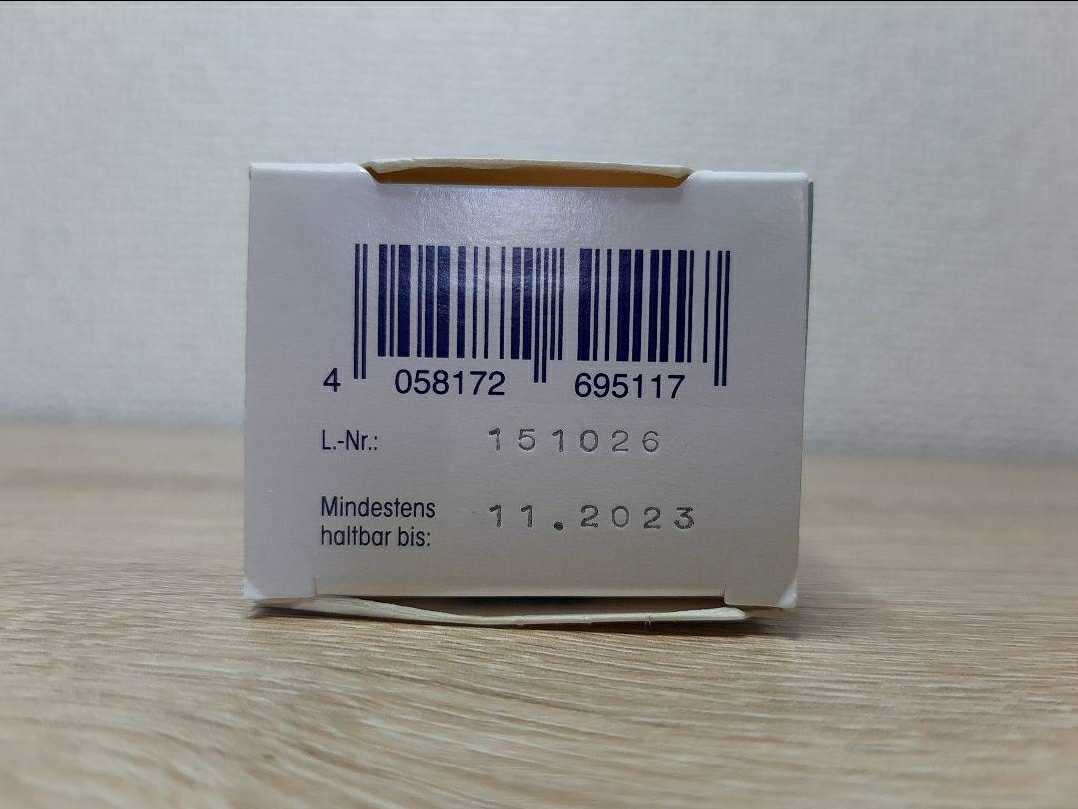 4 058172 695117
L.-Nr.: 151026
Mindestens
haltbar bis: 11.2023